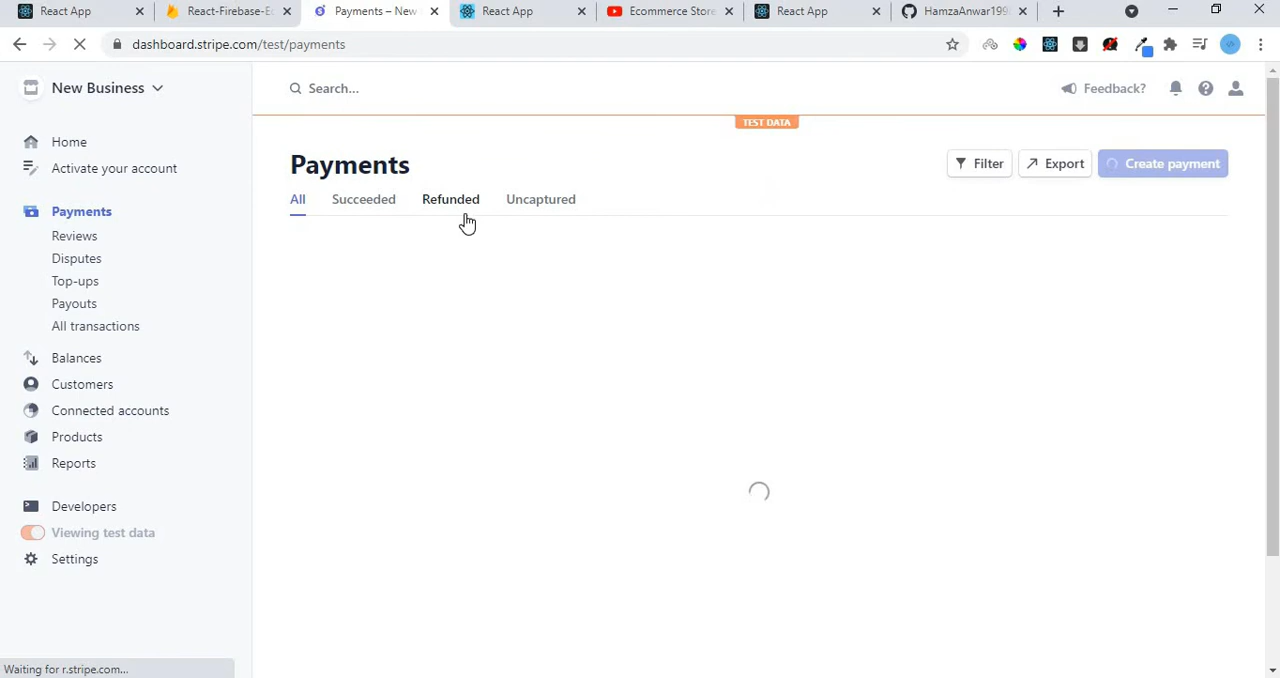 React App
React-Firebase-Ec
Payments – New
React App
Ecommerce Store
React App
HamzaAnwar199
dashboard.stripe.com/test/payments
New Business
Search...
Feedback?
TEST DATA
Home
Activate your account
Payments
Filter
Export
Create payment
All
Succeeded
Refunded
Uncaptured
Payments
Reviews
Disputes
Top-ups
Payouts
All transactions
Balances
Customers
Connected accounts
Products
Reports
Developers
Viewing test data
Settings
Waiting for r.stripe.com...